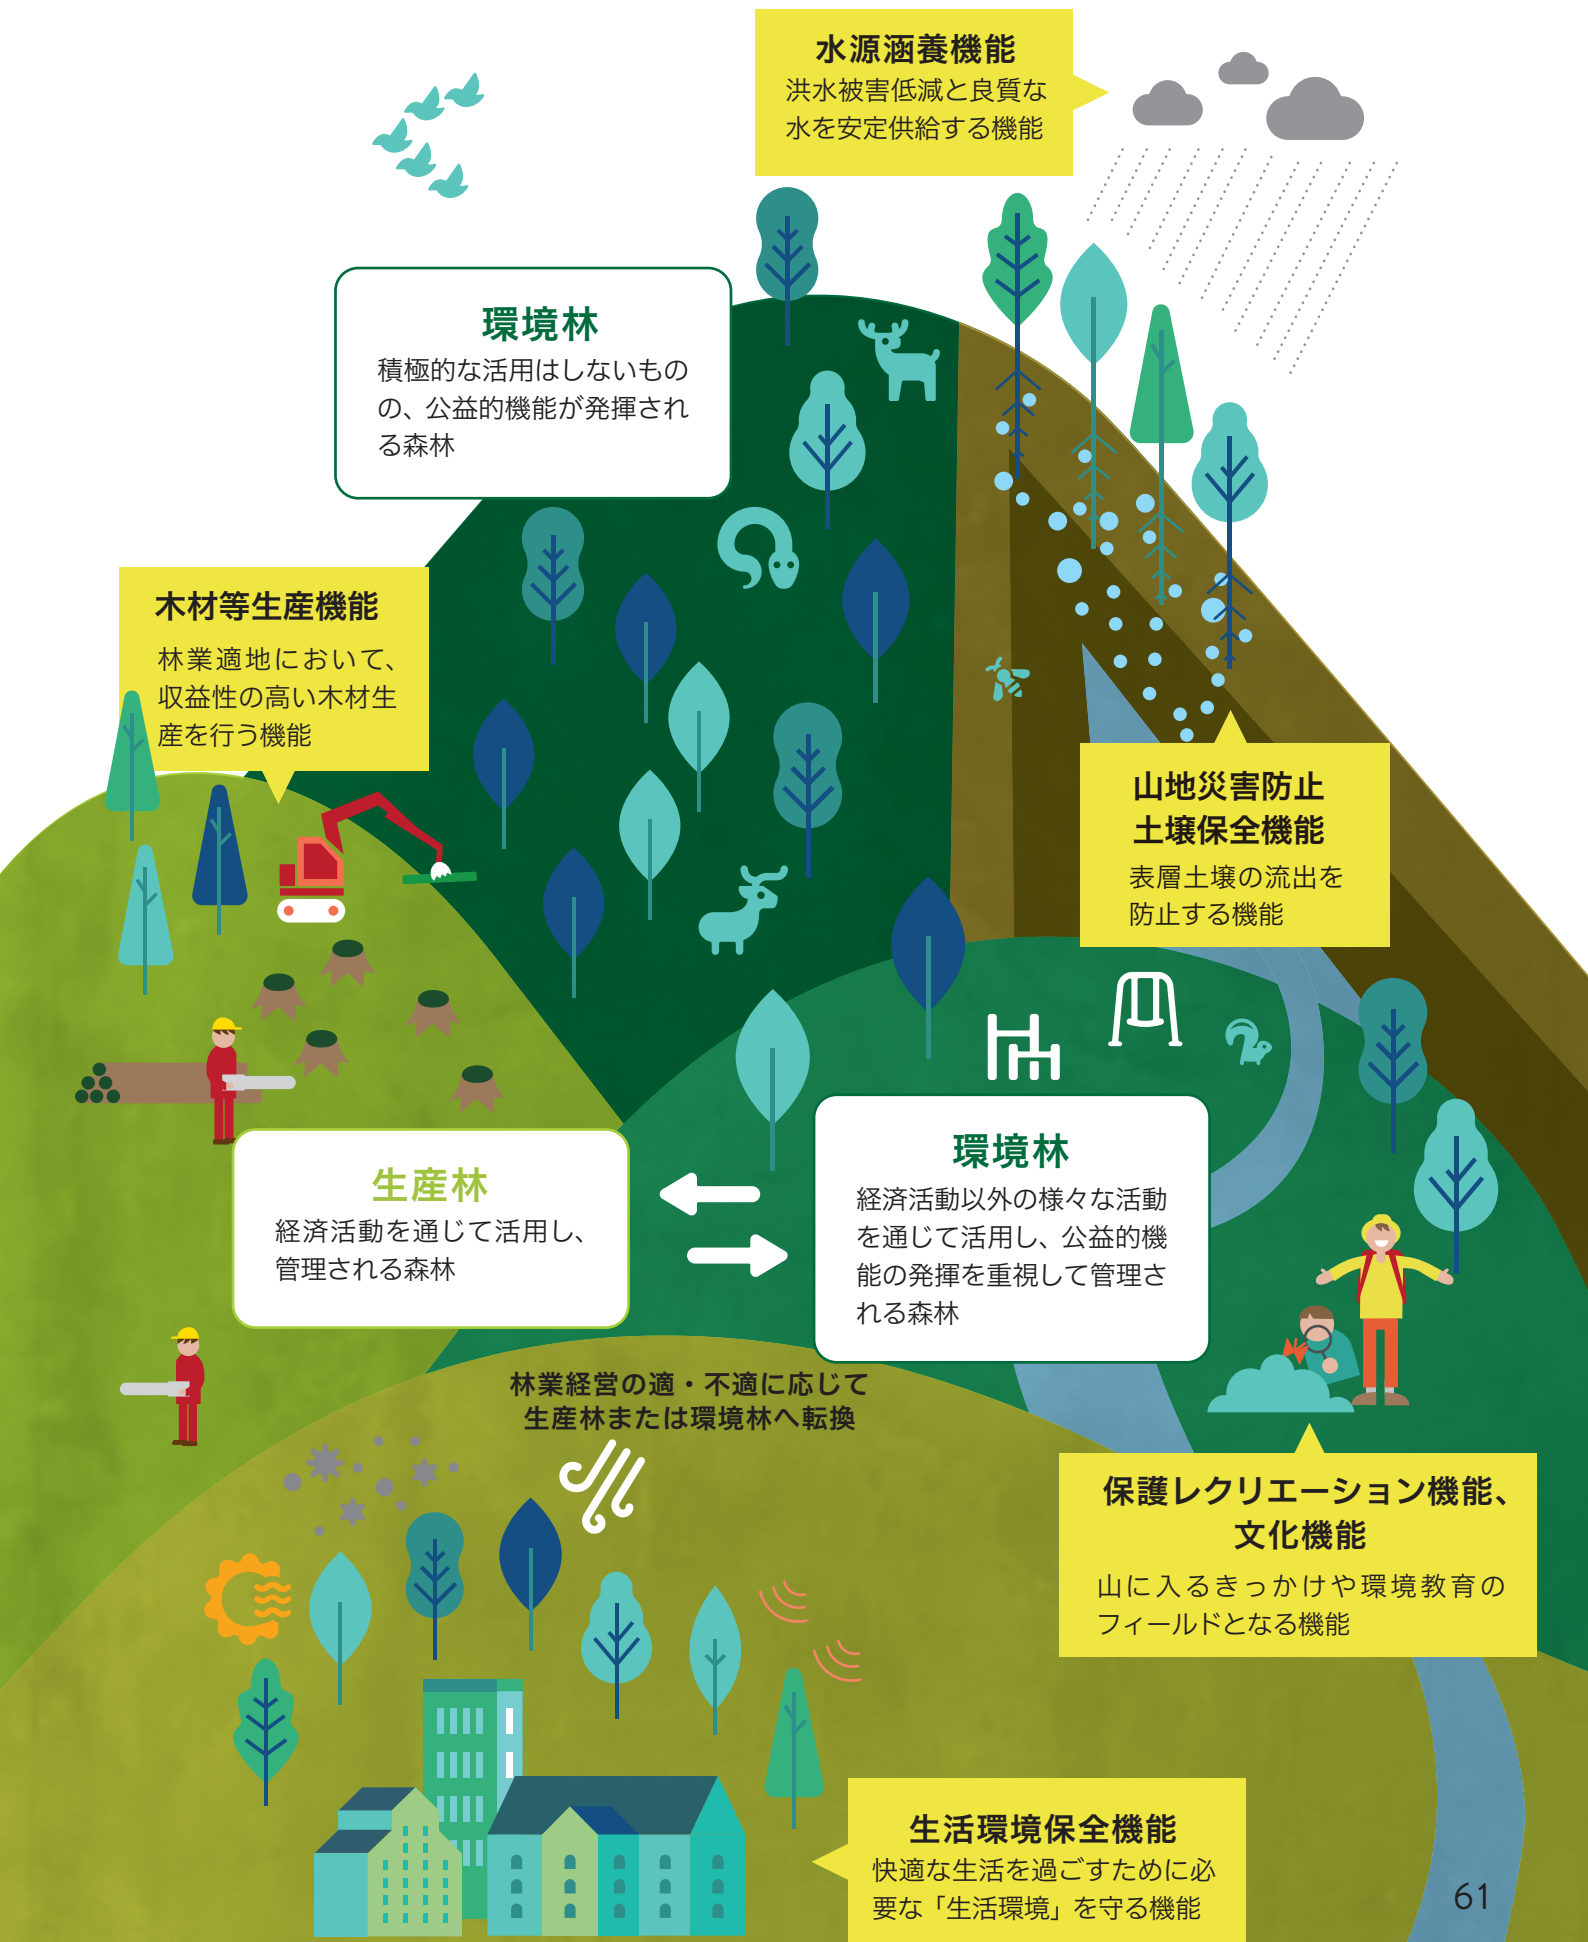 水源涵養機能
洪水被害低減と良質な
水を安定供給する機能
環境林
積極的な活用はしないもの
の、公益的機能が発揮され
る森林
木材等生産機能
林業適地において、
収益性の高い木材生
産を行う機能
山地災害防止
土壌保全機能
表層土壌の流出を
防止する機能
生産林
経済活動を通じて活用し、
管理される森林
環境林
経済活動以外の様々な活動
を通じて活用し、公益的機
能の発揮を重視して管理さ
れる森林
林業経営の適・不適に応じて
生産林または環境林へ転換
保護レクリエーション機能、
文化機能
山に入るきっかけや環境教育の
フィールドとなる機能
生活環境保全機能
快適な生活を過ごすために必
要な「生活環境」を守る機能
61